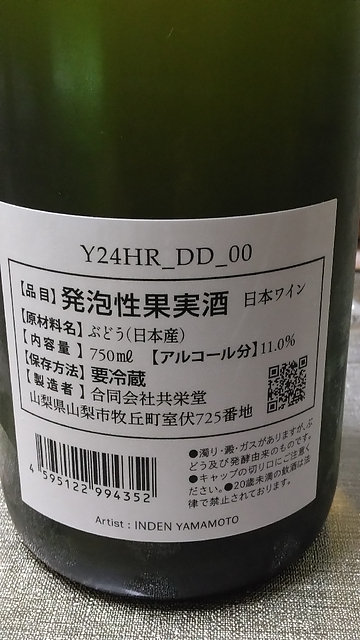 Y24HR_DD_00
【品目】発泡性果実酒 日本ワイン
【原材料名】ぶどう(日本産)
【内容量】750ml 【アルコール分】11.0%
【保存方法】要冷蔵
【製造者】合同会社共栄堂
山梨県山梨市牧丘町室伏725番地
●濁り・澱・ガスがありますが、ぶ
どう及び発酵由来のものです。
●キャップの切り口にご注意く
ださい。●20歳未満の飲酒は法
律で禁止されております。
4 595122 994352
Artist : INDEN YAMAMOTO